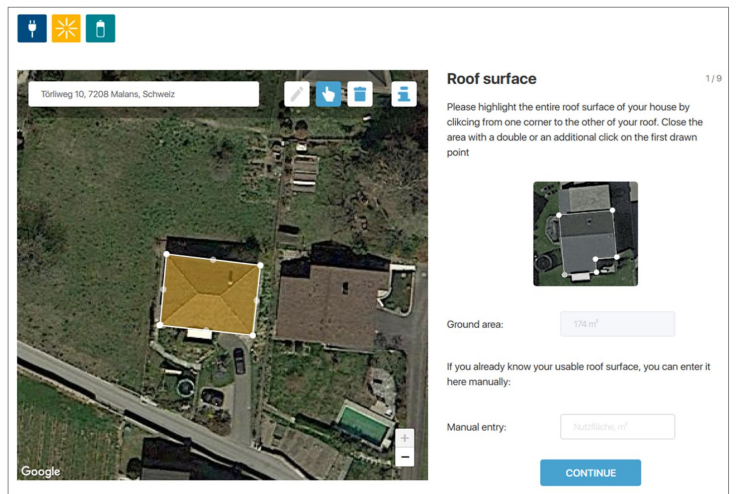 Törliweg 10, 7208 Malans, Schweiz
Roof surface
1 / 9
Please highlight the entire roof surface of your house by
clikcing from one corner to the other of your roof. Close the
area with a double or an additional click on the first drawn
point
Ground area:
174 m²
If you already know your usable roof surface, you can enter it
here manually:
Manual entry:
Nutzfläche, m²
CONTINUE
+
−
Google